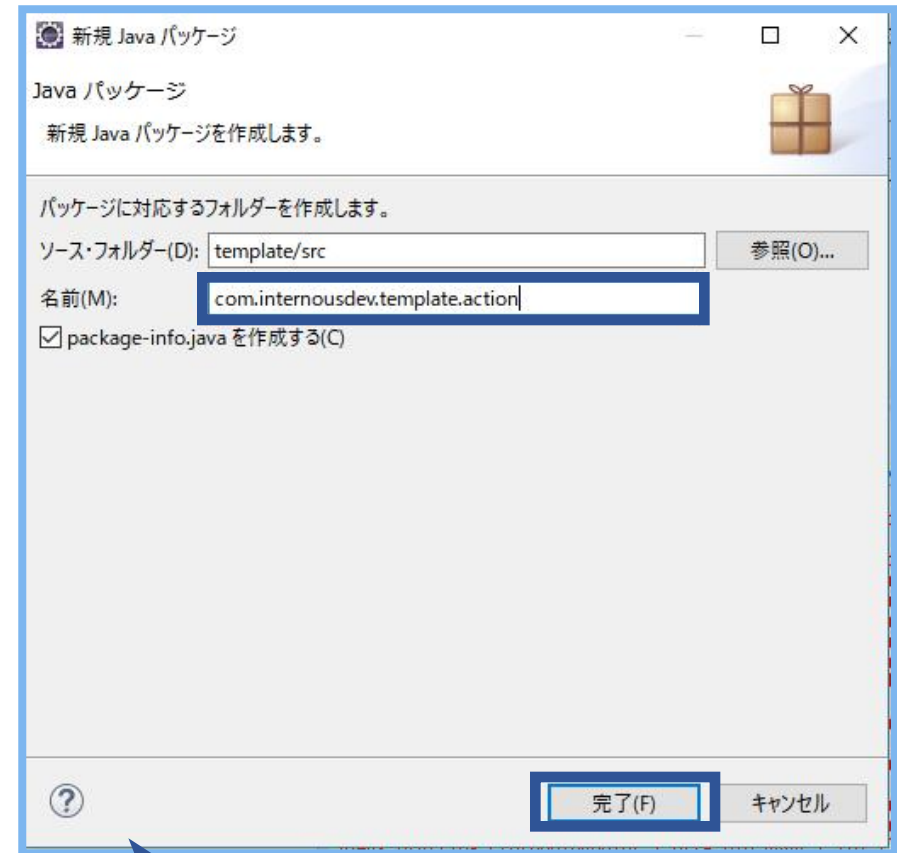 新規 Java パッケージ
Java パッケージ
新規 Java パッケージを作成します。
パッケージに対応するフォルダーを作成します。
ソース・フォルダー(D): template/src 参照(O)...
名前(M): com.internousdev.template.action
package-info.java を作成する(C)
完了(F) キャンセル